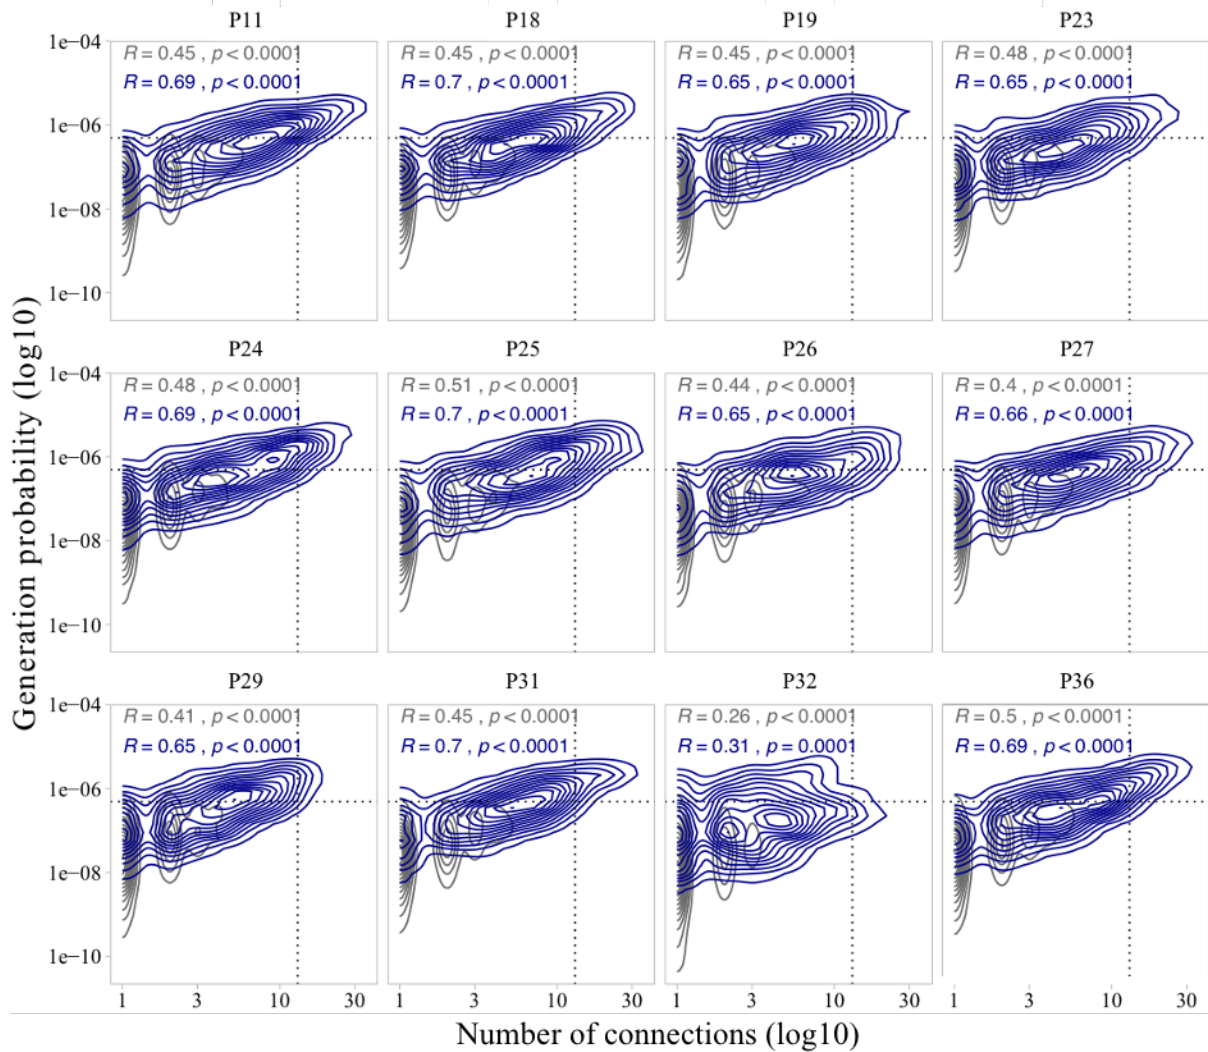 P11 P18 P19 P23
R = 0.45 , p < 0.0001 R = 0.45 , p < 0.0001 R = 0.45 , p < 0.0001 R = 0.48 , p < 0.0001
R = 0.69 , p < 0.0001 R = 0.7 , p < 0.0001 R = 0.65 , p < 0.0001 R = 0.65 , p < 0.0001
1e−04
1e−06
1e−08
1e−10
P24 P25 P26 P27
R = 0.48 , p < 0.0001 R = 0.51 , p < 0.0001 R = 0.44 , p < 0.0001 R = 0.4 , p < 0.0001
R = 0.69 , p < 0.0001 R = 0.7 , p < 0.0001 R = 0.65 , p < 0.0001 R = 0.66 , p < 0.0001
1e−04
1e−06
1e−08
1e−10
Generation probability (log10)
P29 P31 P32 P36
R = 0.41 , p < 0.0001 R = 0.45 , p < 0.0001 R = 0.26 , p < 0.0001 R = 0.5 , p < 0.0001
R = 0.65 , p < 0.0001 R = 0.7 , p < 0.0001 R = 0.31 , p = 0.0001 R = 0.69 , p < 0.0001
1e−04
1e−06
1e−08
1e−10
1 3 10 30 1 3 10 30 1 3 10 30 1 3 10 30
Number of connections (log10)